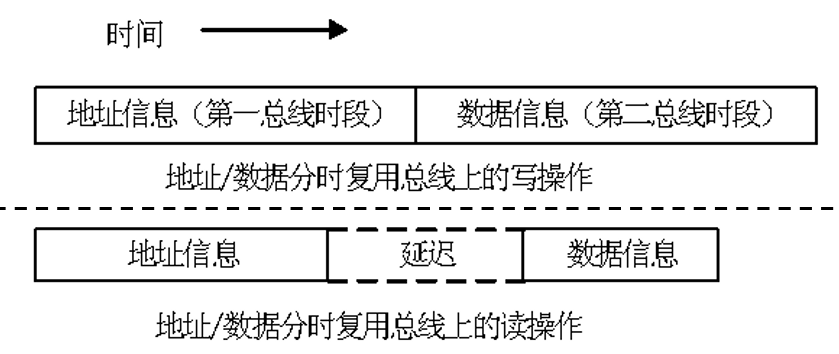 时间
地址信息（第一总线时段） 数据信息（第二总线时段）
地址/数据分时复用总线上的写操作
地址信息 延迟 数据信息
地址/数据分时复用总线上的读操作